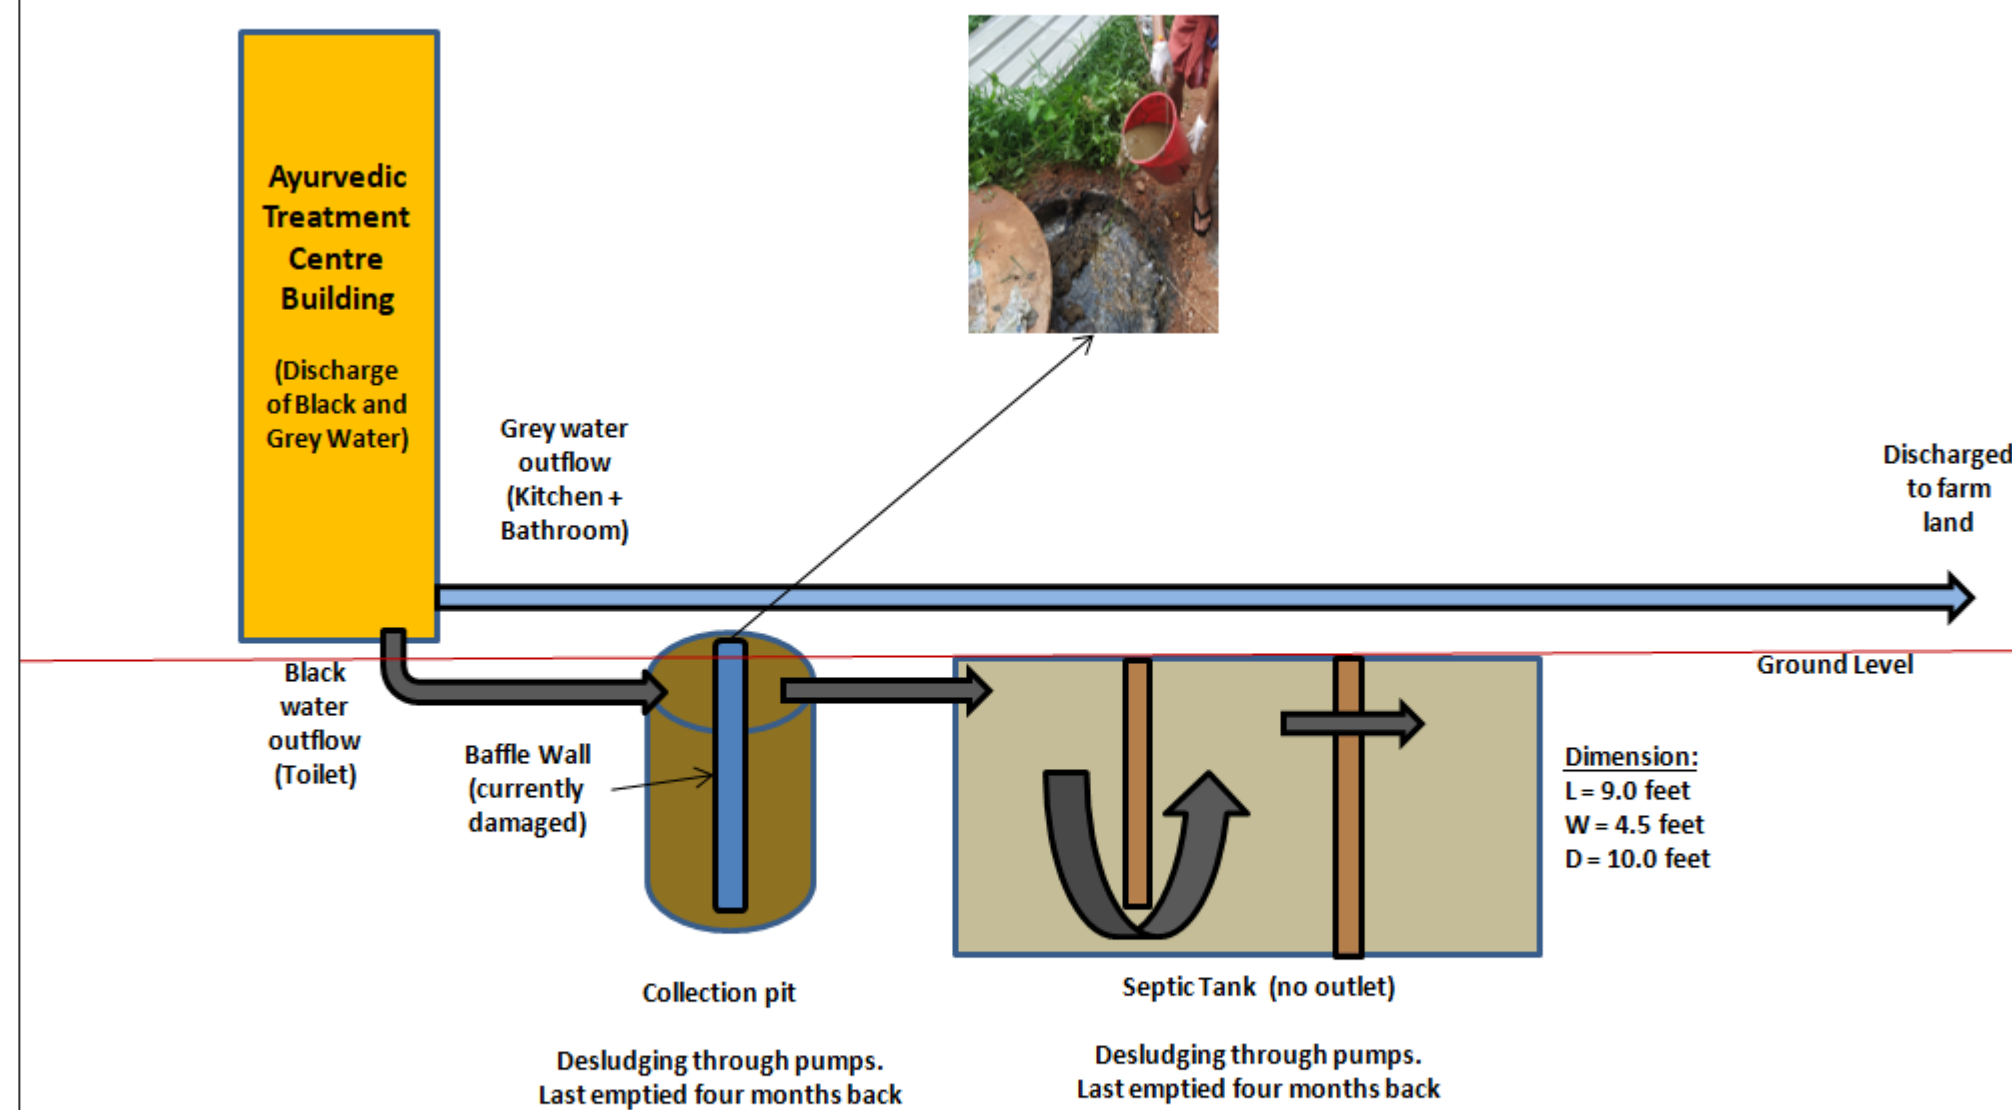 Ayurvedic
Treatment
Centre
Building
(Discharge
of Black and
Grey Water)
Grey water
outflow
(Kitchen +
Bathroom)
Discharged
to farm
land
Ground Level
Black
water
outflow
(Toilet)
Baffle Wall
(currently
damaged)
Dimension:
L = 9.0 feet
W = 4.5 feet
D = 10.0 feet
Collection pit
Desludging through pumps.
Last emptied four months back
Septic Tank (no outlet)
Desludging through pumps.
Last emptied four months back